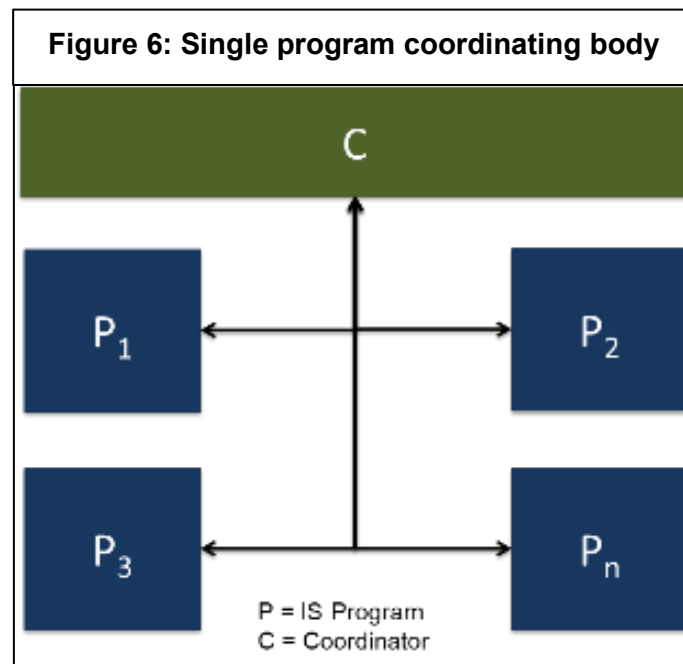 Figure 6: Single program coordinating body
C
P₁
P₂
P₃
Pₙ
P = IS Program
C = Coordinator